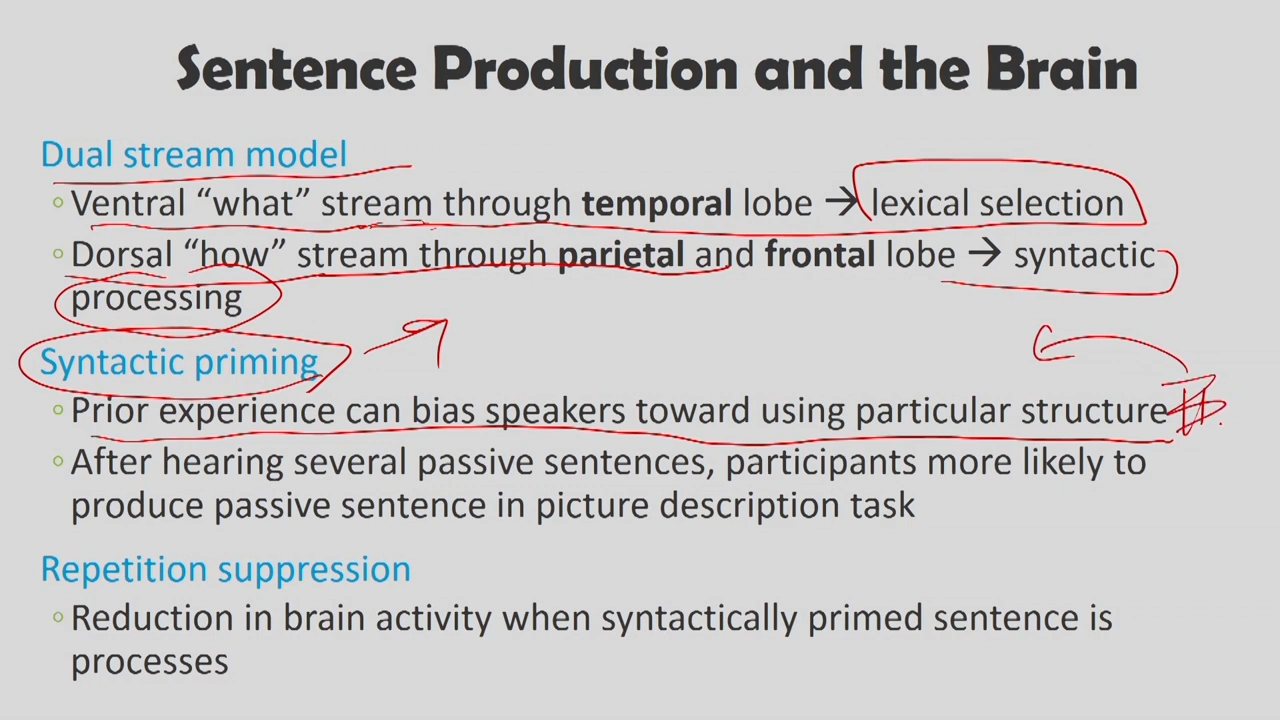 Sentence Production and the Brain
Dual stream model
◦ Ventral “what” stream through temporal lobe → lexical selection
◦ Dorsal “how” stream through parietal and frontal lobe → syntactic
processing
Syntactic priming
◦ Prior experience can bias speakers toward using particular structure
◦ After hearing several passive sentences, participants more likely to
produce passive sentence in picture description task
Repetition suppression
◦ Reduction in brain activity when syntactically primed sentence is
processes